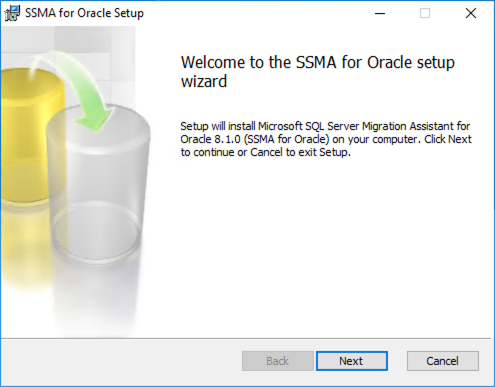 SSMA for Oracle Setup
Welcome to the SSMA for Oracle setup
wizard
Setup will install Microsoft SQL Server Migration Assistant for
Oracle 8.1.0 (SSMA for Oracle) on your computer. Click Next
to continue or Cancel to exit Setup.
Back Next Cancel